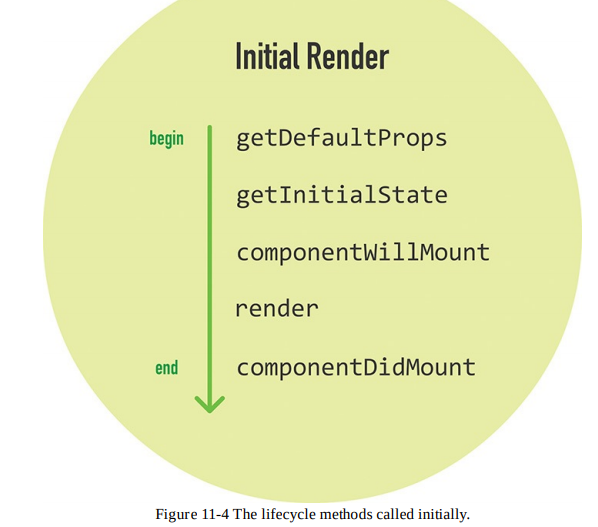 Initial Render
begin
getDefaultProps
getInitialState
componentWillMount
render
end
componentDidMount
Figure 11-4 The lifecycle methods called initially.